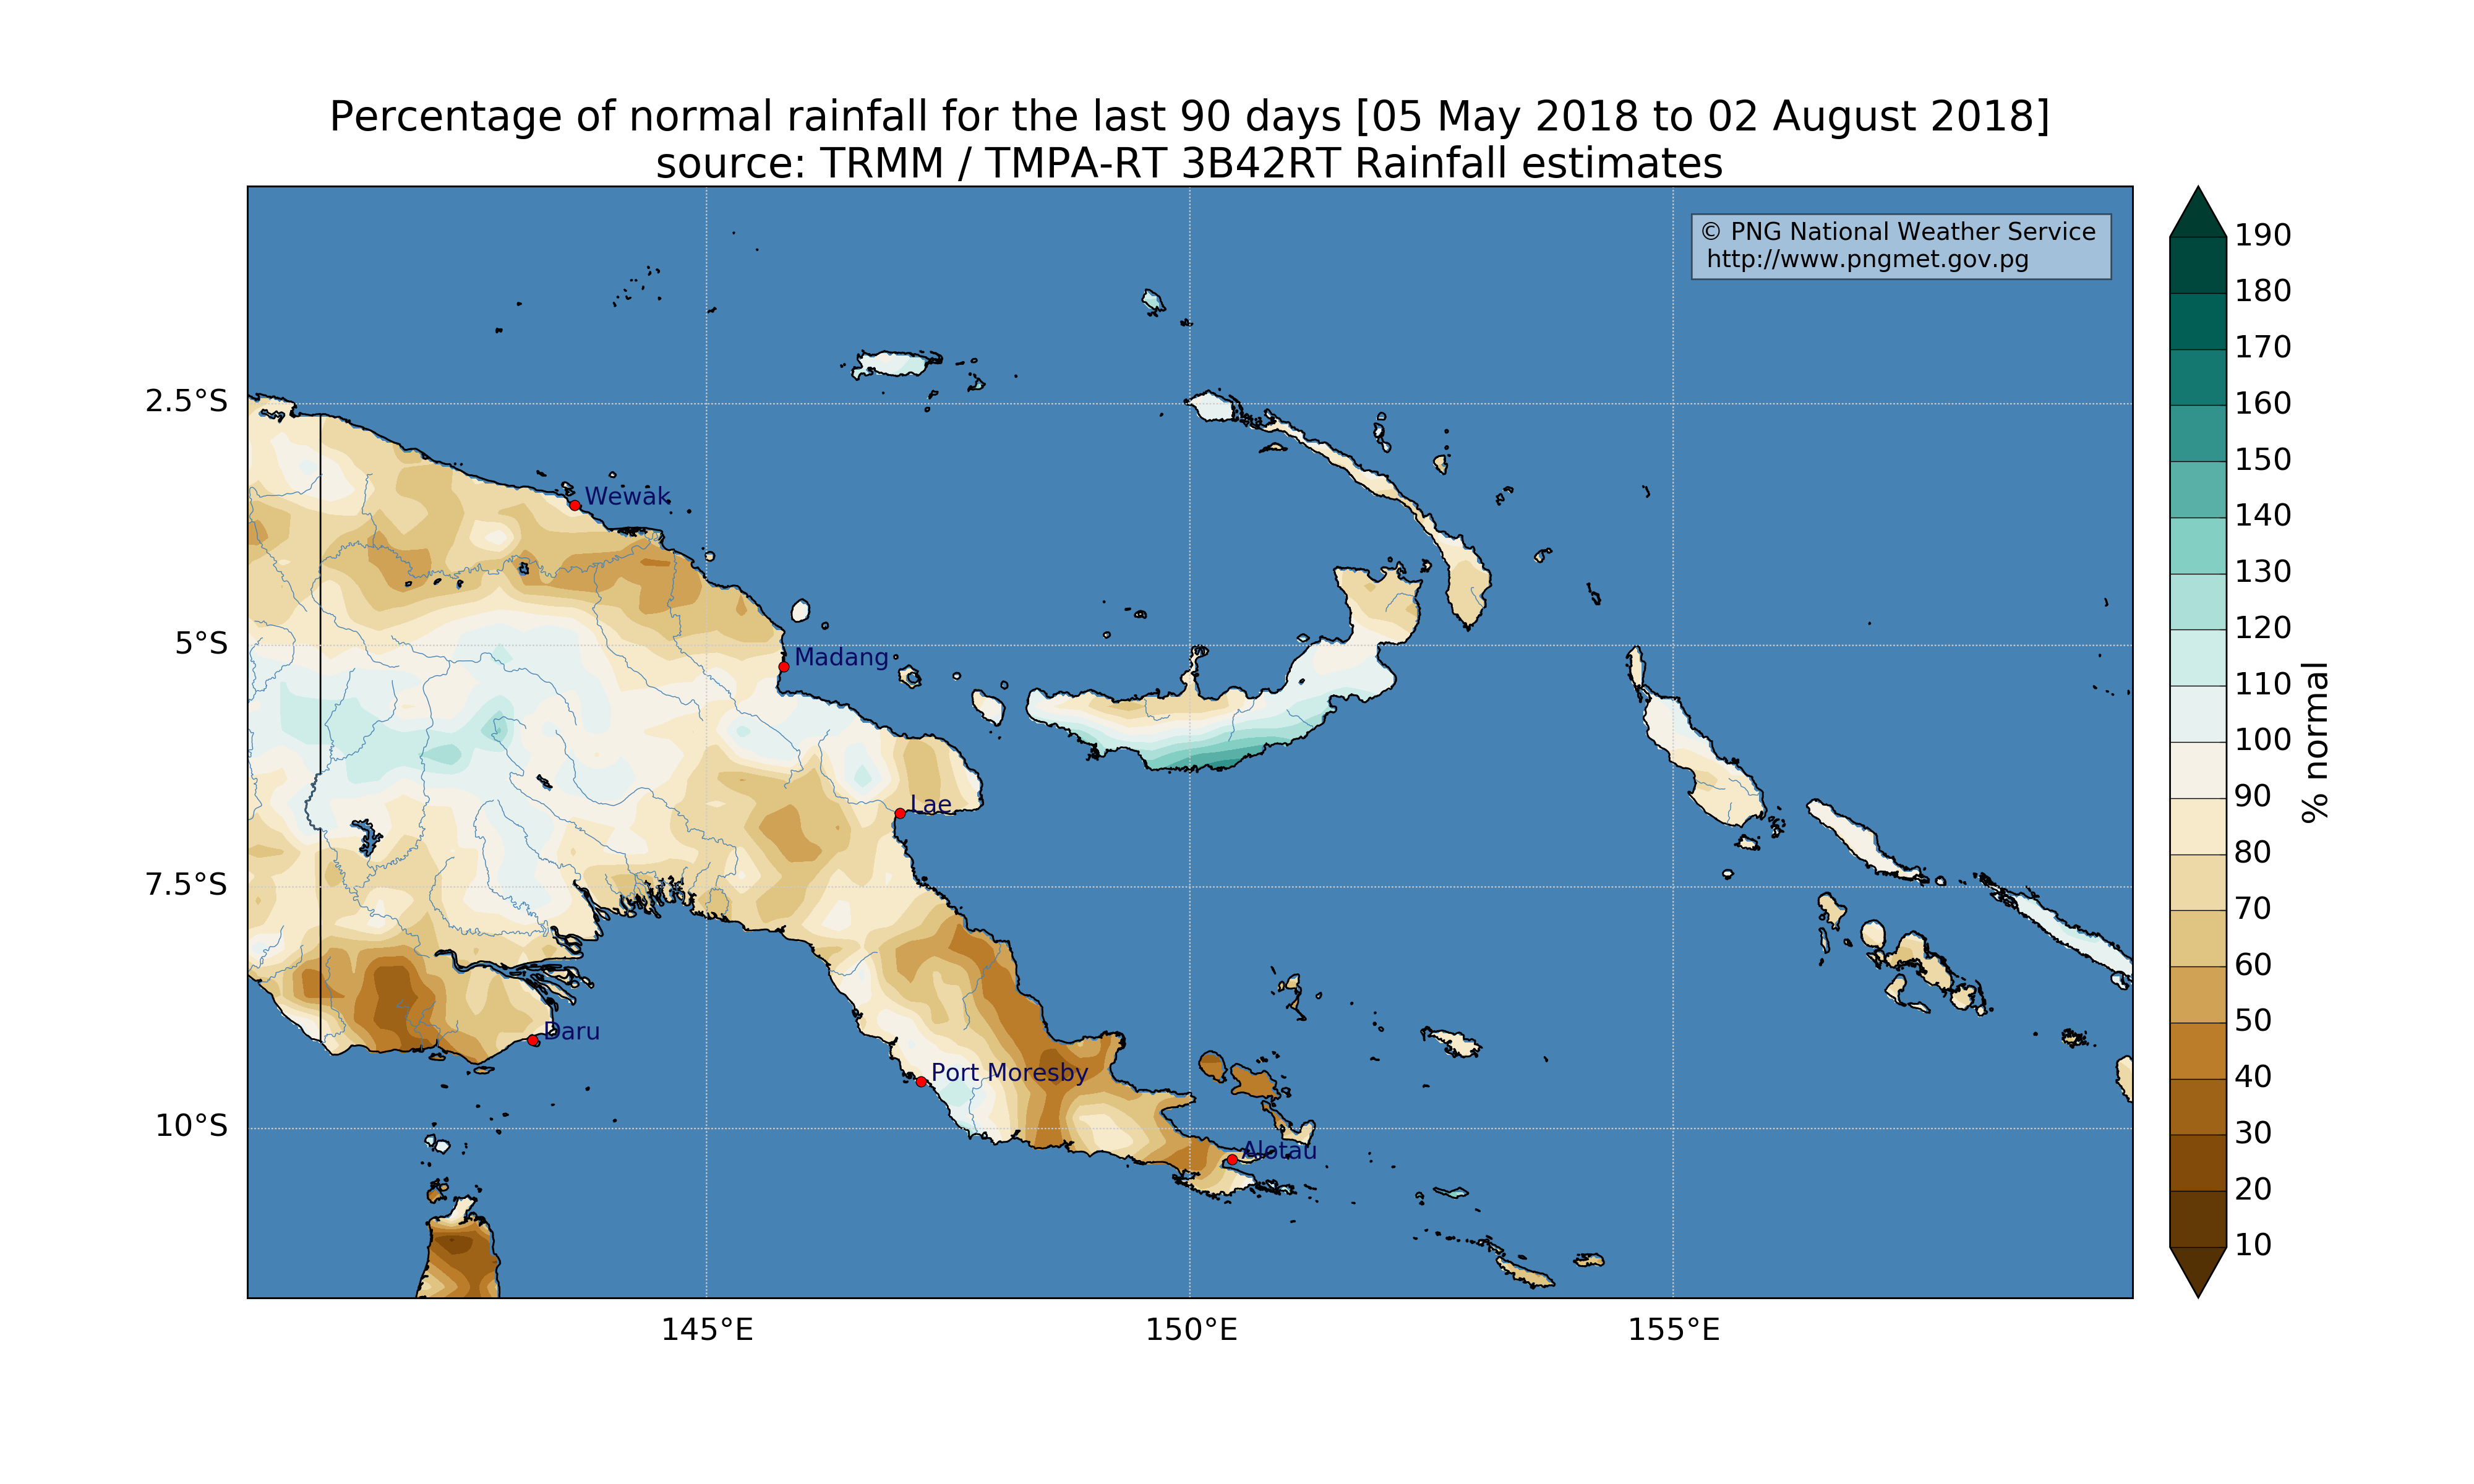 Percentage of normal rainfall for the last 90 days [05 May 2018 to 02 August 2018]
source: TRMM / TMPA-RT 3B42RT Rainfall estimates
© PNG National Weather Service
http://www.pngmet.gov.pg
190
180
170
160
150
140
130
120
110
100
90
80
70
60
50
40
30
20
10
% normal
2.5°S
5°S
7.5°S
10°S
Wewak
Madang
Lae
Daru
Port Moresby
Alotau
145°E
150°E
155°E